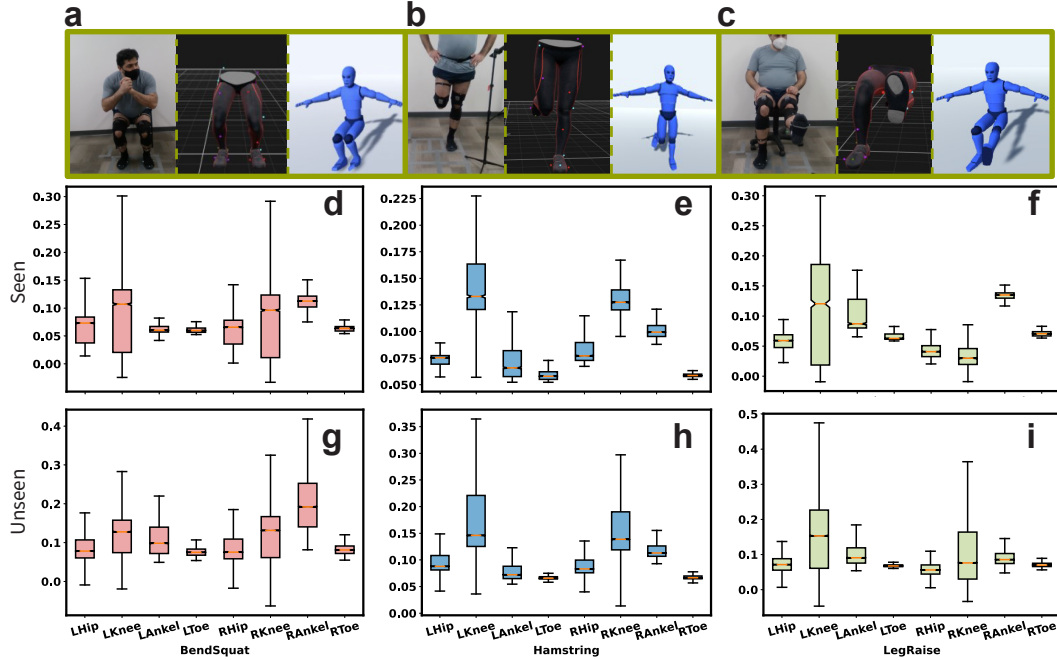 a b c
Seen
d
0.30
0.25
0.20
0.15
0.10
0.05
0.00
e
0.225
0.200
0.175
0.150
0.125
0.100
0.075
0.050
f
0.30
0.25
0.20
0.15
0.10
0.05
0.00
Unseen
g
0.4
0.3
0.2
0.1
0.0
LHip LKnee LAnkel LToe RHip RKnee RAnkel RToe
BendSquat
h
0.35
0.30
0.25
0.20
0.15
0.10
0.05
0.00
LHip LKnee LAnkel LToe RHip RKnee RAnkel RToe
Hamstring
i
0.5
0.4
0.3
0.2
0.1
0.0
LHip LKnee LAnkel LToe RHip RKnee RAnkel RToe
LegRaise